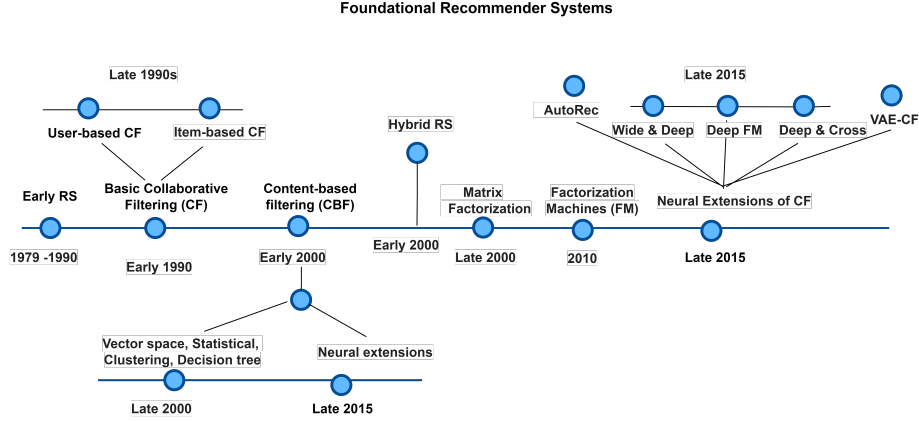 Foundational Recommender Systems
Late 1990s
Late 2015
AutoRec
VAE-CF
User-based CF
Item-based CF
Hybrid RS
Wide & Deep
Deep FM
Deep & Cross
Early RS
Basic Collaborative
Filtering (CF)
Content-based
filtering (CBF)
Matrix
Factorization
Factorization
Machines (FM)
Neural Extensions of CF
1979 -1990
Early 1990
Early 2000
Early 2000
Late 2000
2010
Late 2015
Vector space, Statistical,
Clustering, Decision tree
Neural extensions
Late 2000
Late 2015